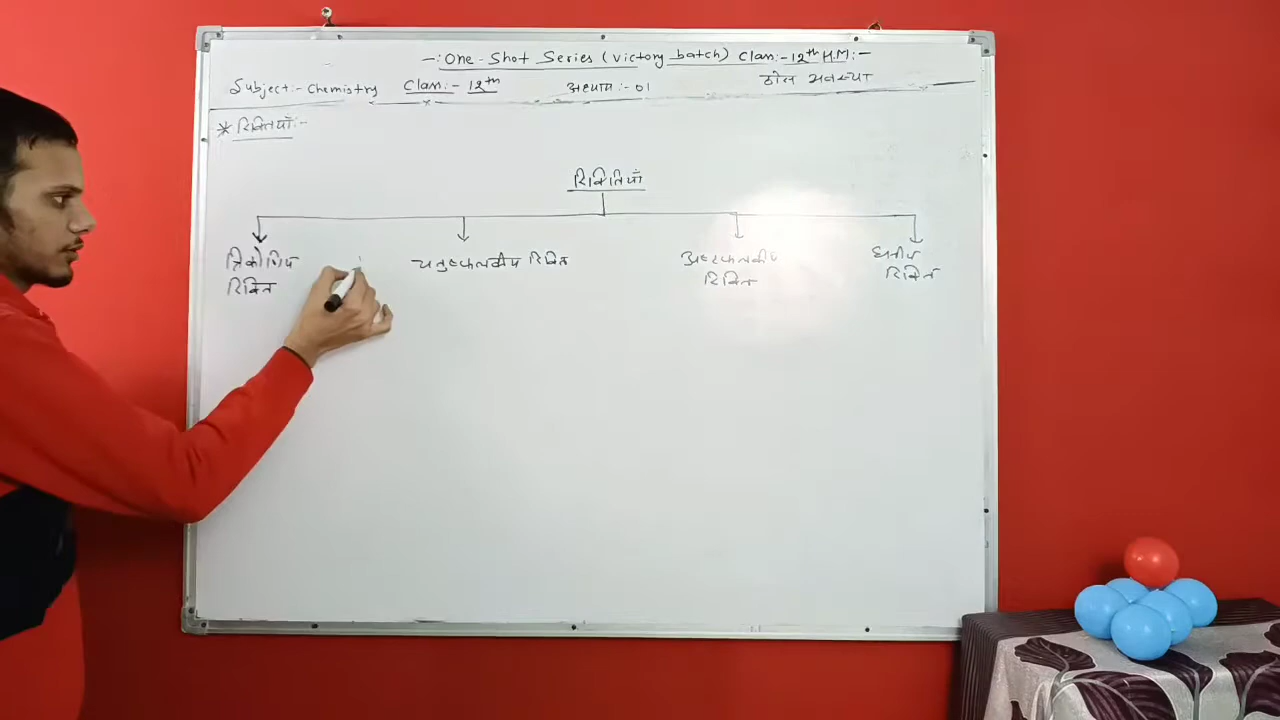 -: One-Shot Series (Victory batch) Class:- 12th H.M:-
Subject:- Chemistry Class:- 12th अध्याय:- 01 ठोस अवस्था
* रिक्तियाँ:-
रिक्तियाँ
त्रिकोणीय रिक्ति
चतुष्फलकीय रिक्ति
अष्टफलकीय रिक्ति
घनीय रिक्ति